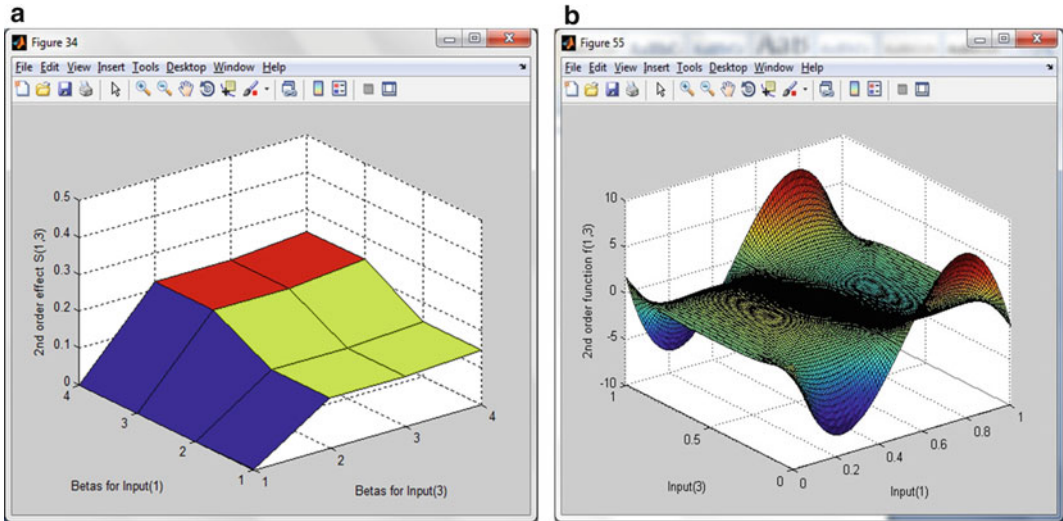 a
Figure 34
File Edit View Insert Tools Desktop Window Help
2nd order effect S(1,3)
0.5
0.4
0.3
0.2
0.1
0
4
3
2
1
1
2
3
4
Betas for Input(1)
Betas for Input(3)
b
Figure 55
File Edit View Insert Tools Desktop Window Help
2nd order function f(1,3)
10
5
0
-5
-10
1
0.5
0
0
0.2
0.4
0.6
0.8
1
Input(3)
Input(1)